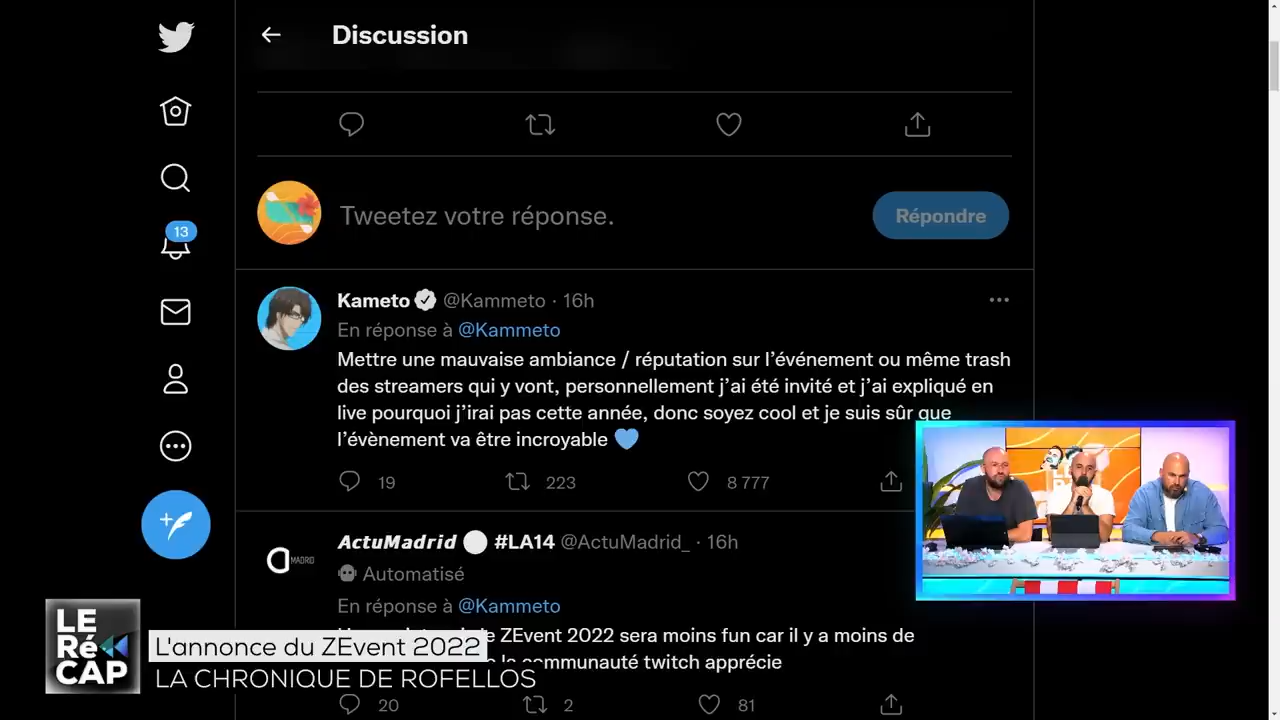 Discussion
13
Tweetez votre réponse.
Répondre
Kameto @Kammeto · 16h
En réponse à @Kammeto
Mettre une mauvaise ambiance / réputation sur l'événement ou même trash
des streamers qui y vont, personnellement j'ai été invité et j'ai expliqué en
live pourquoi j'irai pas cette année, donc soyez cool et je suis sûr que
l'évènement va être incroyable 💙
19 223 8 777
MADRID
ActuMadrid ⚪ #LA14 @ActuMadrid_ · 16h
Automatisé
En réponse à @Kammeto
ZEvent 2022 sera moins fun car il y a moins de
communauté twitch apprécie
20 2 81
LE
Ré
CAP
L'annonce du ZEvent 2022
LA CHRONIQUE DE ROFELLOS